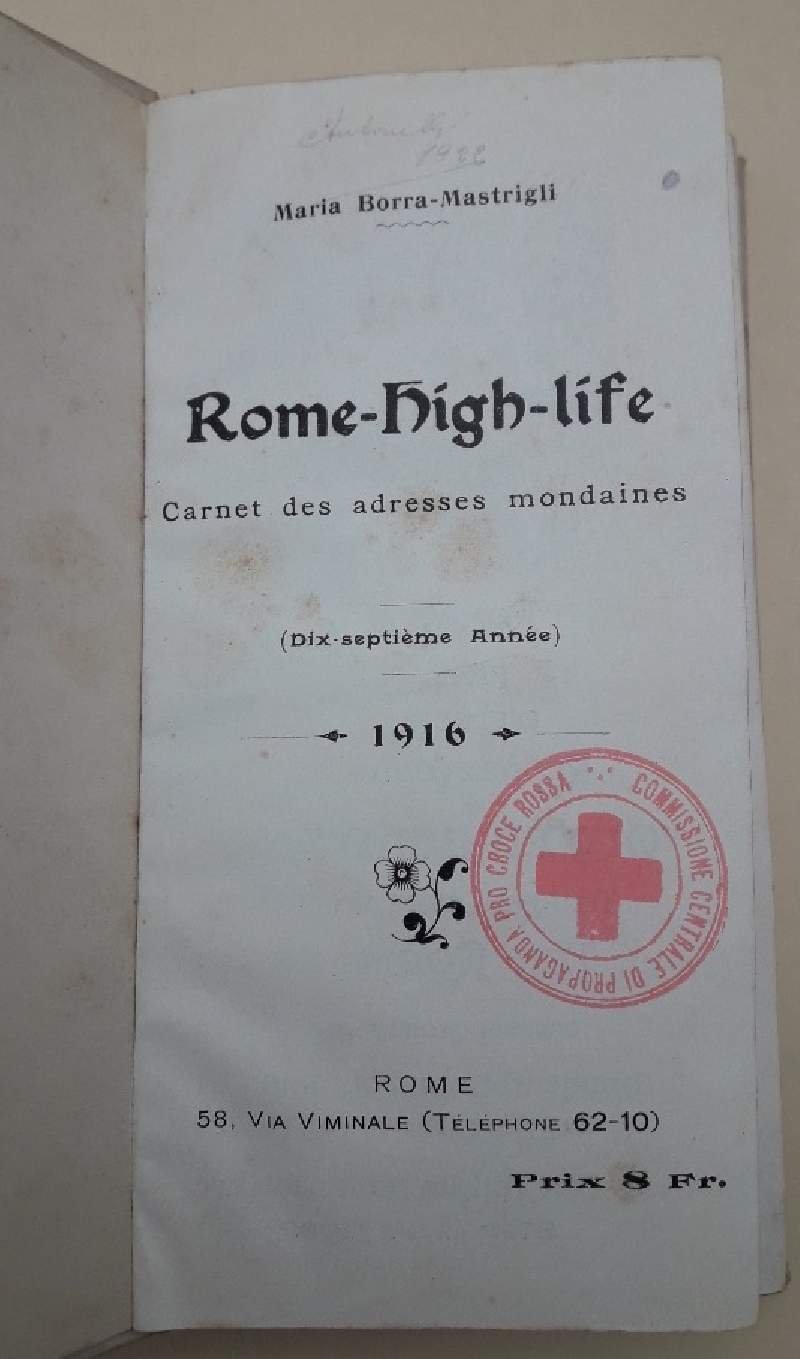 1922
Maria Borra-Mastrigli
Rome-High-life
Carnet des adresses mondaines
(Dix-septième Année)
1916
COMMISSIONE CENTRALE DI PROPAGANDA PRO CROCE ROSSA
ROME
58, VIA VIMINALE (TÉLÉPHONE 62-10)
Prix 8 Fr.